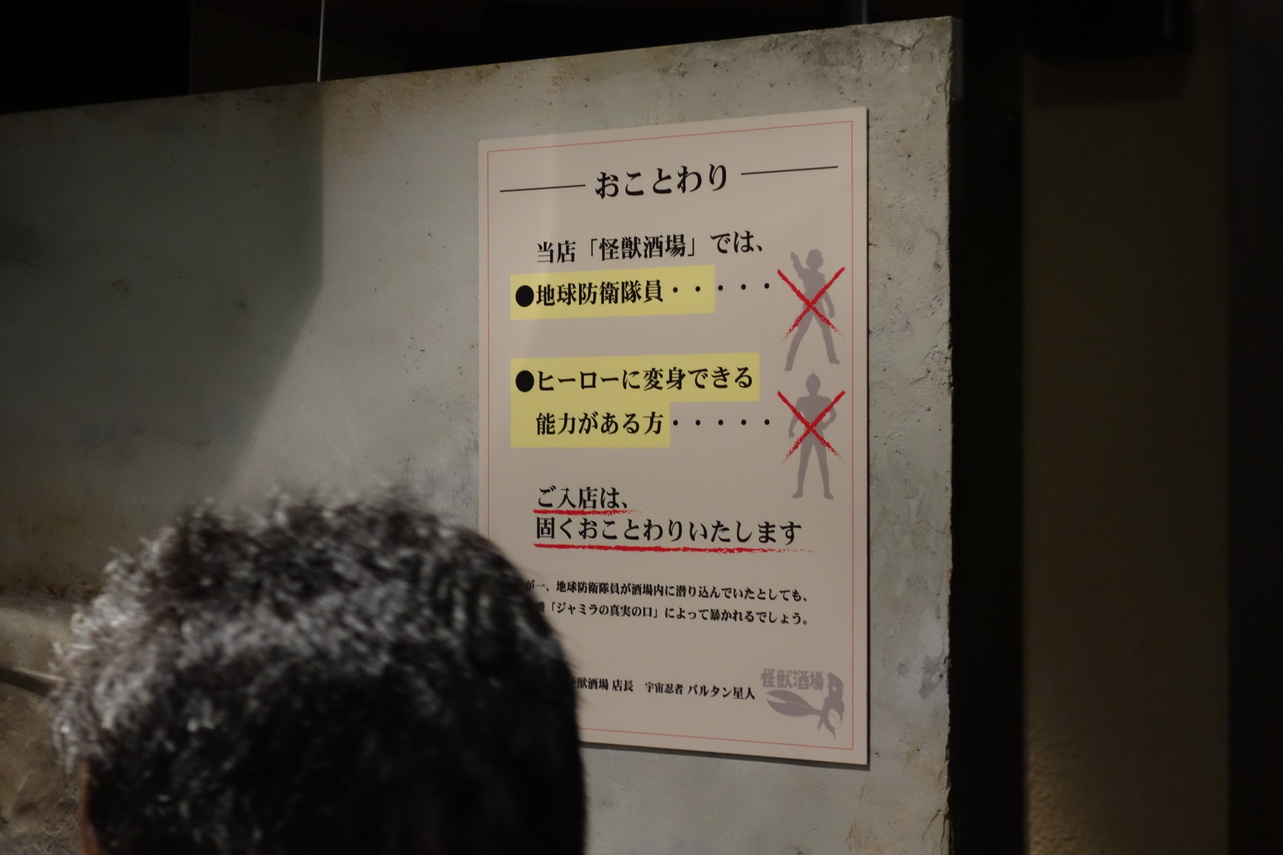 おことわり
当店「怪獣酒場」では、
●地球防衛隊員・・・・・
●ヒーローに変身できる
能力がある方・・・・・
ご入店は、
固くおことわりいたします
が一、地球防衛隊員が酒場内に潜り込んでいたとしても、
「ジャミラの真実の口」によって暴かれるでしょう。
獣酒場 店長 宇宙忍者 バルタン星人
怪獣酒場